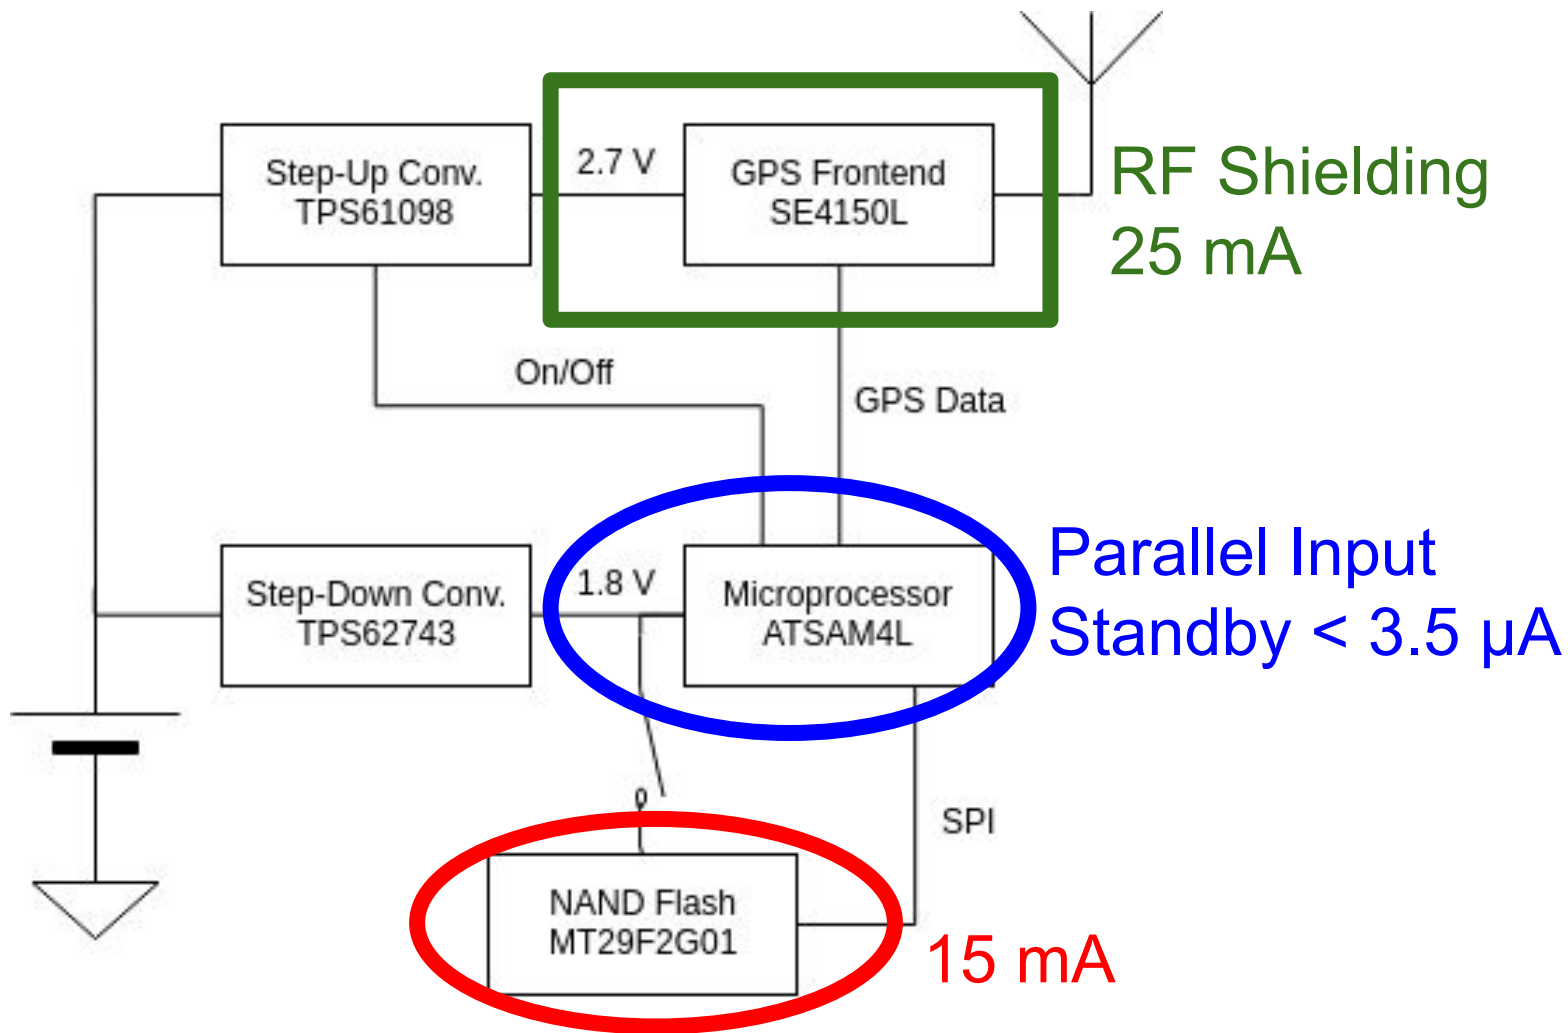 Step-Up Conv.
TPS61098
2.7 V
GPS Frontend
SE4150L
RF Shielding
25 mA
On/Off
GPS Data
Step-Down Conv.
TPS62743
1.8 V
Microprocessor
ATSAM4L
Parallel Input
Standby < 3.5 µA
SPI
NAND Flash
MT29F2G01
15 mA